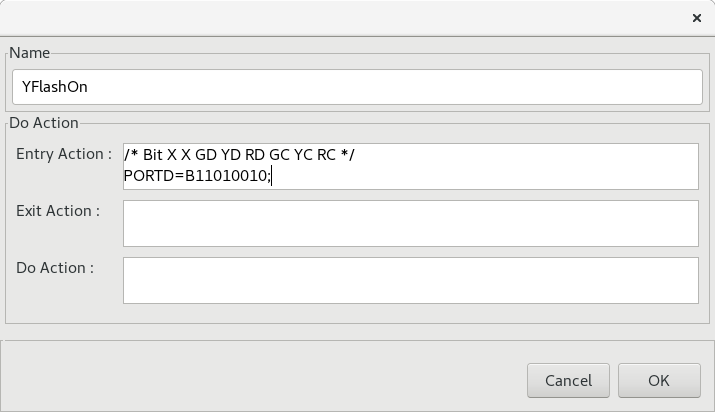 Name
YFlashOn
Do Action
Entry Action :
/* Bit X X GD YD RD GC YC RC */
PORTD=B11010010;
Exit Action :
Do Action :
Cancel
OK